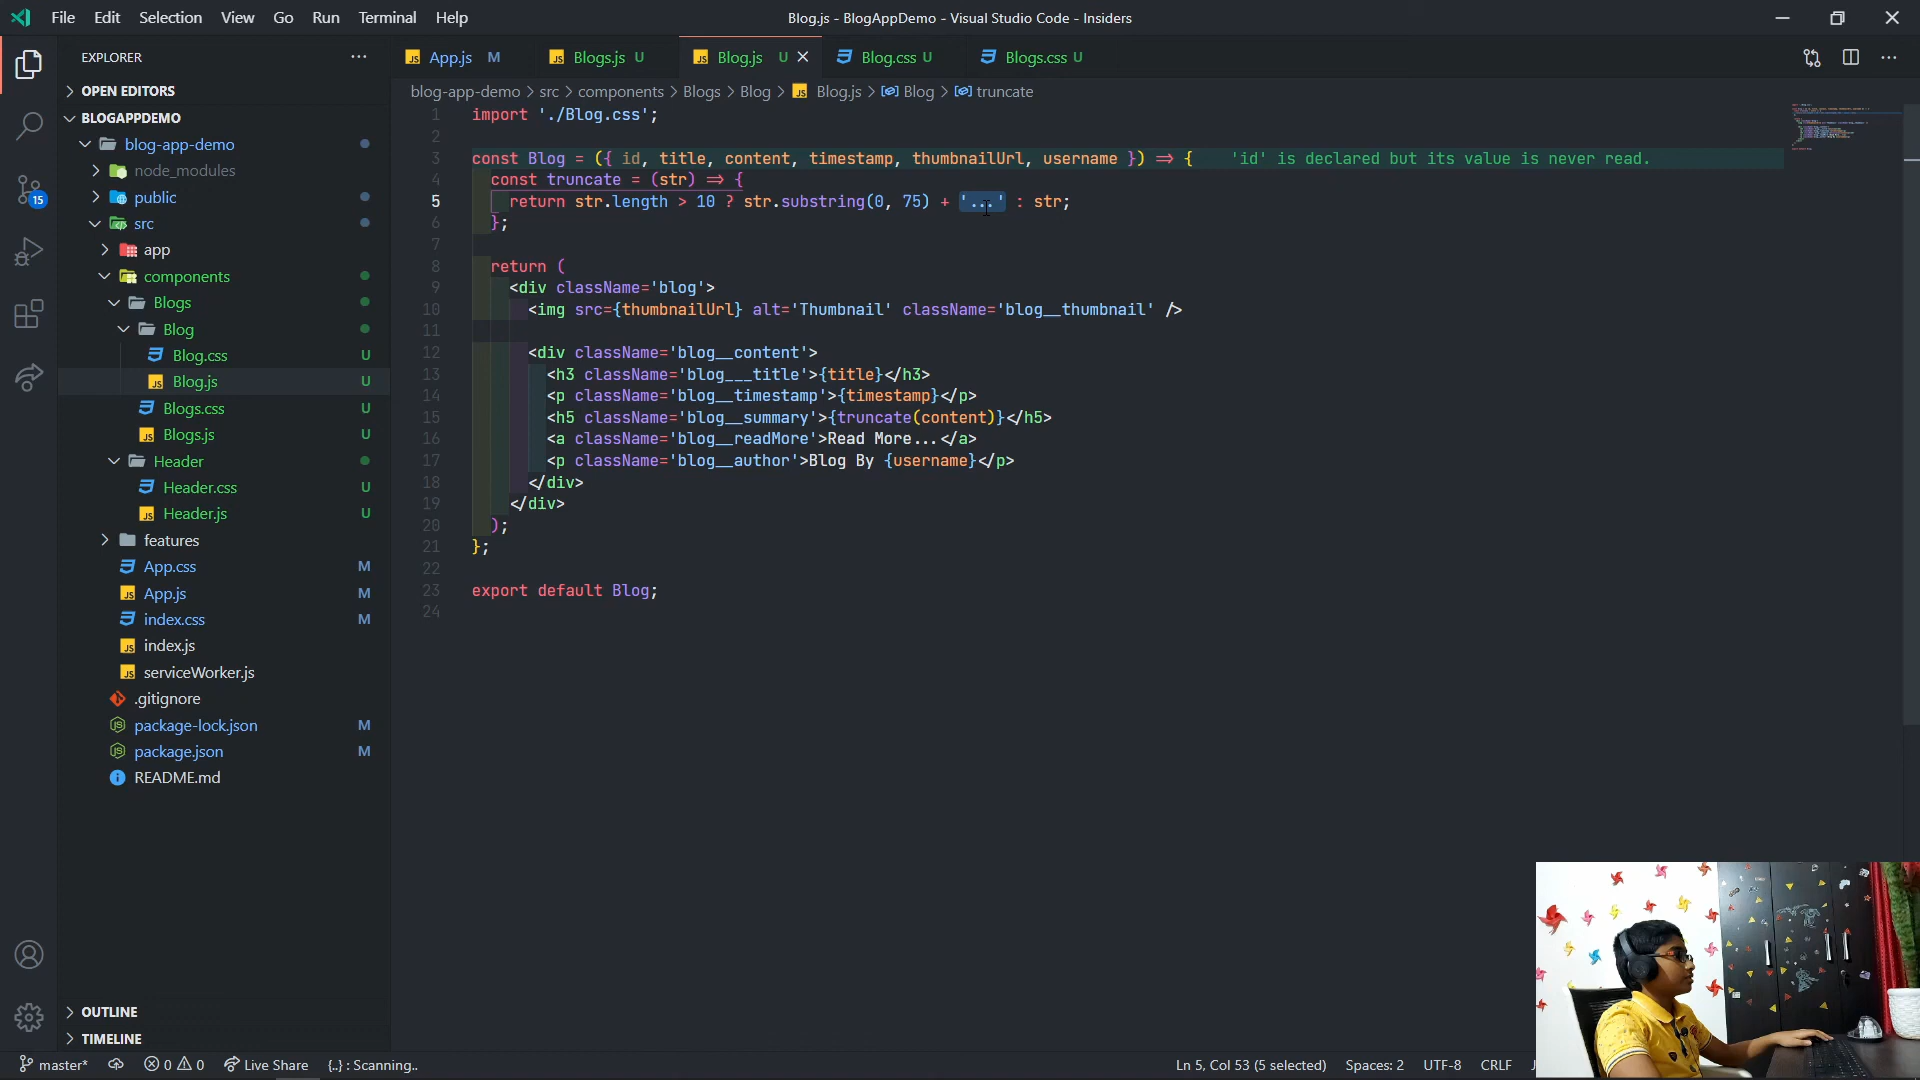 File Edit Selection View Go Run Terminal Help
Blog.js - BlogAppDemo - Visual Studio Code - Insiders
EXPLORER
App.js M
Blogs.js U
Blog.js U
Blog.css U
Blogs.css U
OPEN EDITORS
BLOGAPPDEMO
blog-app-demo
node_modules
public
src
app
components
Blogs
Blog
Blog.css U
Blog.js U
Blogs.css U
Blogs.js U
Header
Header.css U
Header.js U
features
App.css M
App.js M
index.css M
index.js
serviceWorker.js
.gitignore
package-lock.json M
package.json M
README.md
OUTLINE
TIMELINE
15
blog-app-demo > src > components > Blogs > Blog > Blog.js > Blog > truncate
1 import './Blog.css';
2
3 const Blog = ({ id, title, content, timestamp, thumbnailUrl, username }) => { 'id' is declared but its value is never read.
4 const truncate = (str) => {
5 return str.length > 10 ? str.substring(0, 75) + '...' : str;
6 };
7
8 return (
9 <div className='blog'>
10 <img src={thumbnailUrl} alt='Thumbnail' className='blog__thumbnail' />
11
12 <div className='blog__content'>
13 <h3 className='blog___title'>{title}</h3>
14 <p className='blog__timestamp'>{timestamp}</p>
15 <h5 className='blog__summary'>{truncate(content)}</h5>
16 <a className='blog__readMore'>Read More...</a>
17 <p className='blog__author'>Blog By {username}</p>
18 </div>
19 </div>
20 );
21 };
22
23 export default Blog;
24
master* 0 0 Live Share {..} : Scanning.. Ln 5, Col 53 (5 selected) Spaces: 2 UTF-8 CRLF